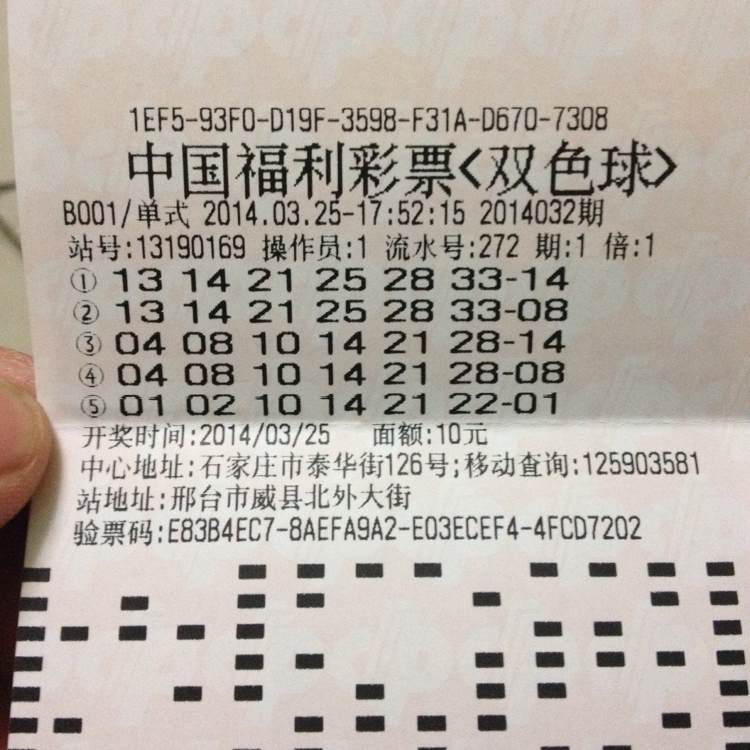 1EF5-93F0-D19F-3598-F31A-D670-7308
中国福利彩票<双色球>
B001/单式 2014.03.25-17:52:15 2014032期
站号:13190169 操作员:1 流水号:272 期:1 倍:1
① 13 14 21 25 28 33-14
② 13 14 21 25 28 33-08
③ 04 08 10 14 21 28-14
④ 04 08 10 14 21 28-08
⑤ 01 02 10 14 21 22-01
开奖时间:2014/03/25 面额:10元
中心地址:石家庄市泰华街126号;移动查询:125903581
站地址:邢台市威县北外大街
验票码:E83B4EC7-8AEFA9A2-E03ECEF4-4FCD7202